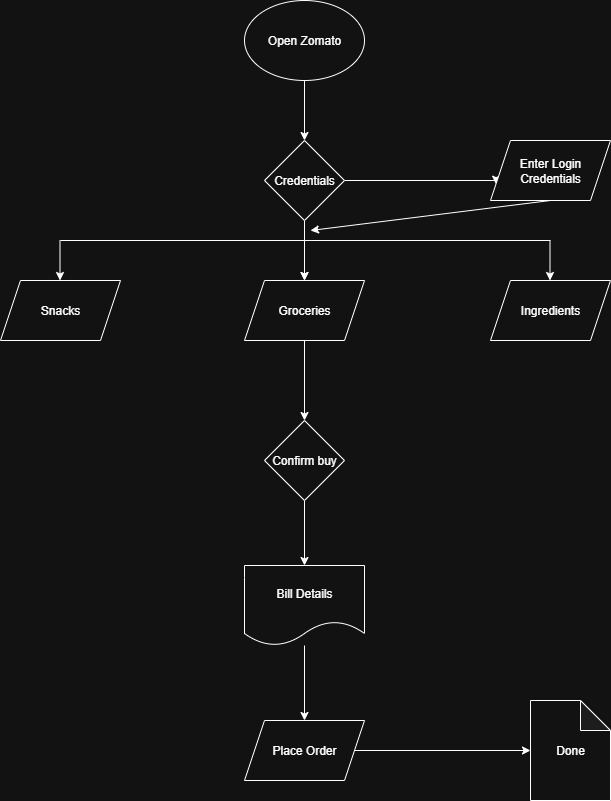 Open Zomato
Credentials
Enter Login
Credentials
Snacks
Groceries
Ingredients
Confirm buy
Bill Details
Place Order
Done